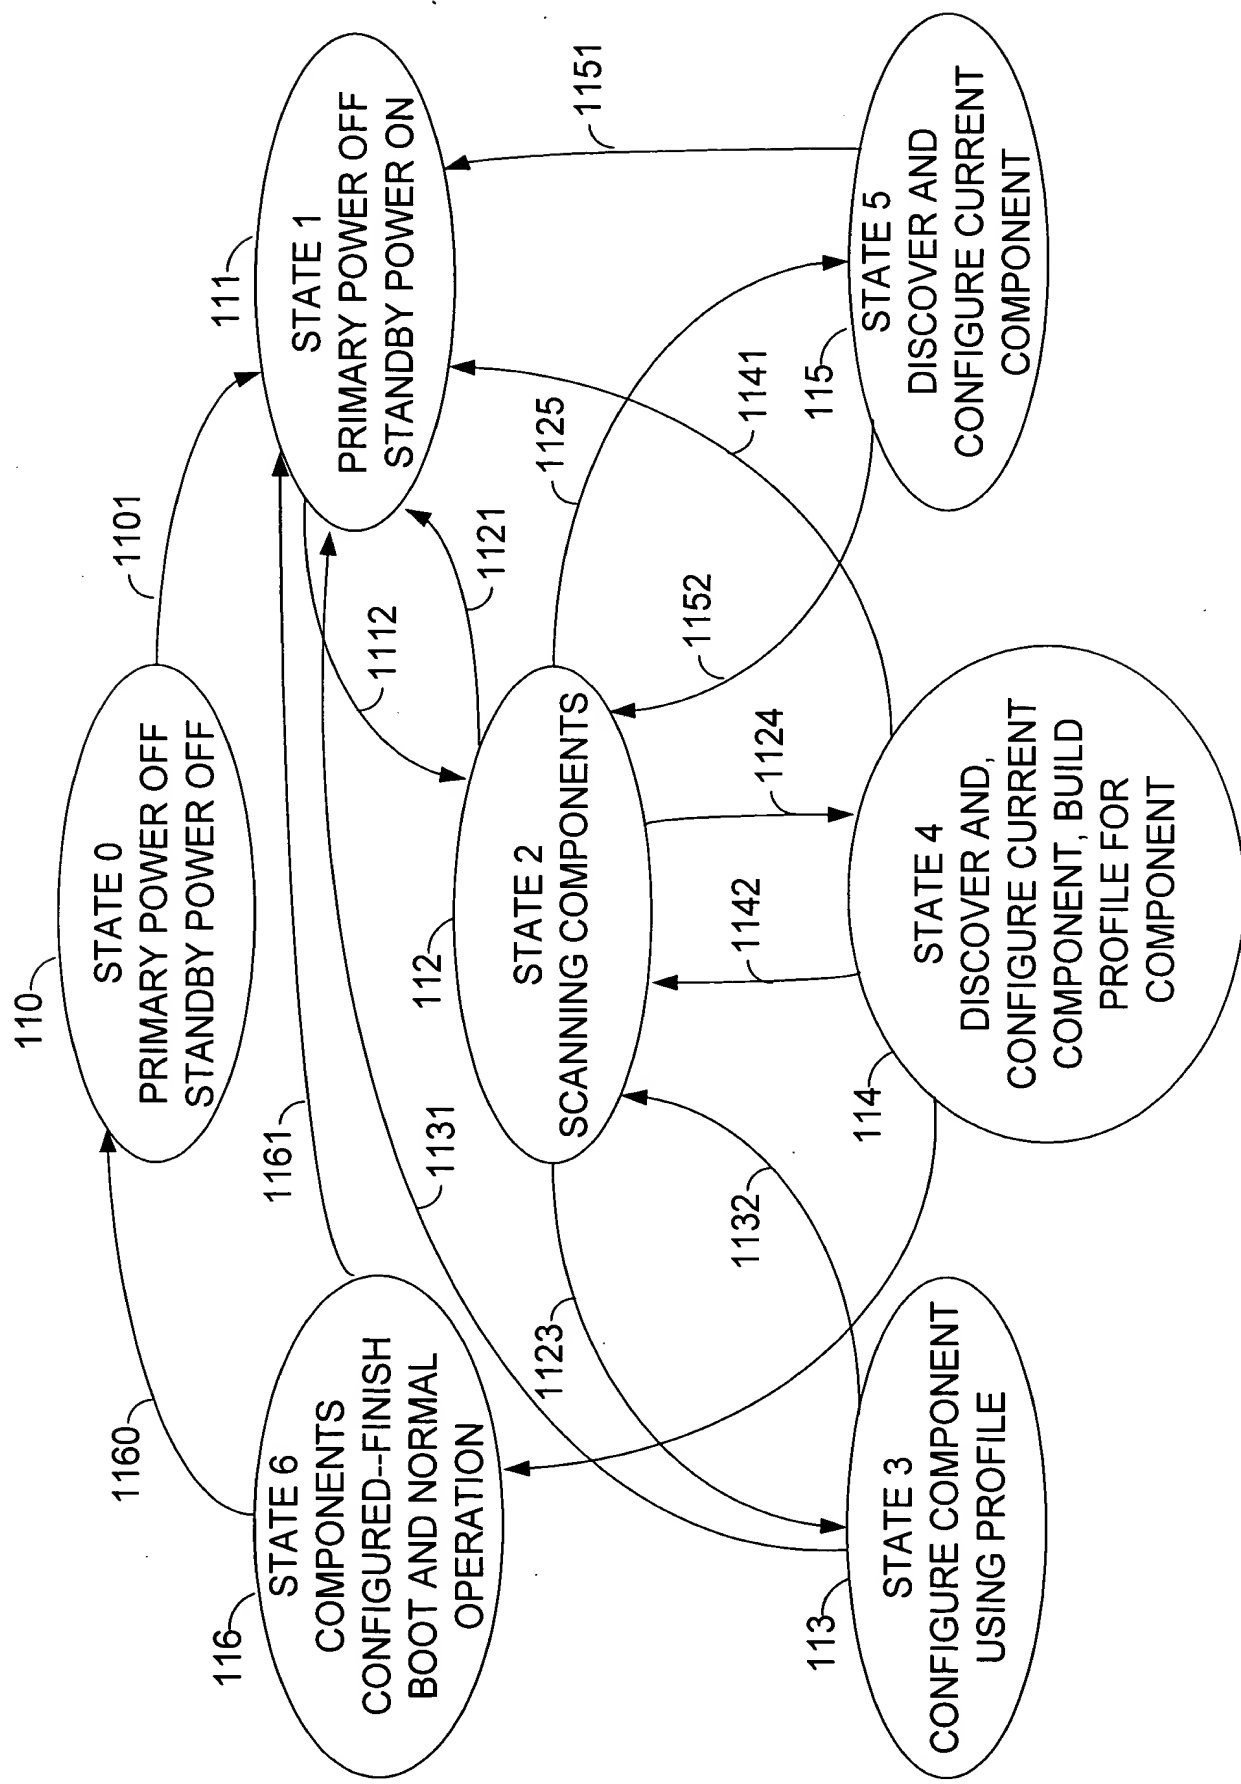 110
STATE 0
PRIMARY POWER OFF
STANDBY POWER OFF
1101
111
STATE 1
PRIMARY POWER OFF
STANDBY POWER ON
1160
116
STATE 6
COMPONENTS
CONFIGURED--FINISH
BOOT AND NORMAL
OPERATION
1161
1131
1112
1121
112
STATE 2
SCANNING COMPONENTS
1125
1151
1123
1132
1142
1124
1152
1141
113
STATE 3
CONFIGURE COMPONENT
USING PROFILE
114
STATE 4
DISCOVER AND,
CONFIGURE CURRENT
COMPONENT, BUILD
PROFILE FOR
COMPONENT
115
STATE 5
DISCOVER AND
CONFIGURE CURRENT
COMPONENT